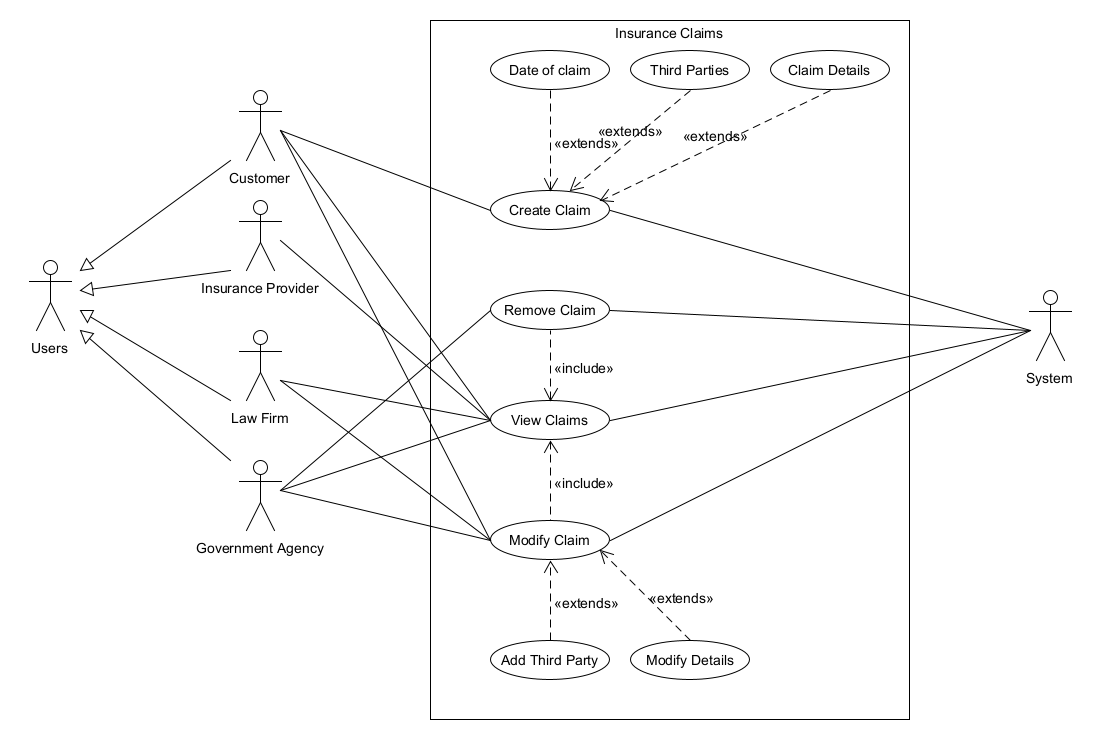 Insurance Claims
Date of claim
Third Parties
Claim Details
«extends»
«extends»
«extends»
Customer
Create Claim
Insurance Provider
Remove Claim
Users
«include»
System
Law Firm
View Claims
«include»
Modify Claim
Government Agency
«extends»
«extends»
Add Third Party
Modify Details